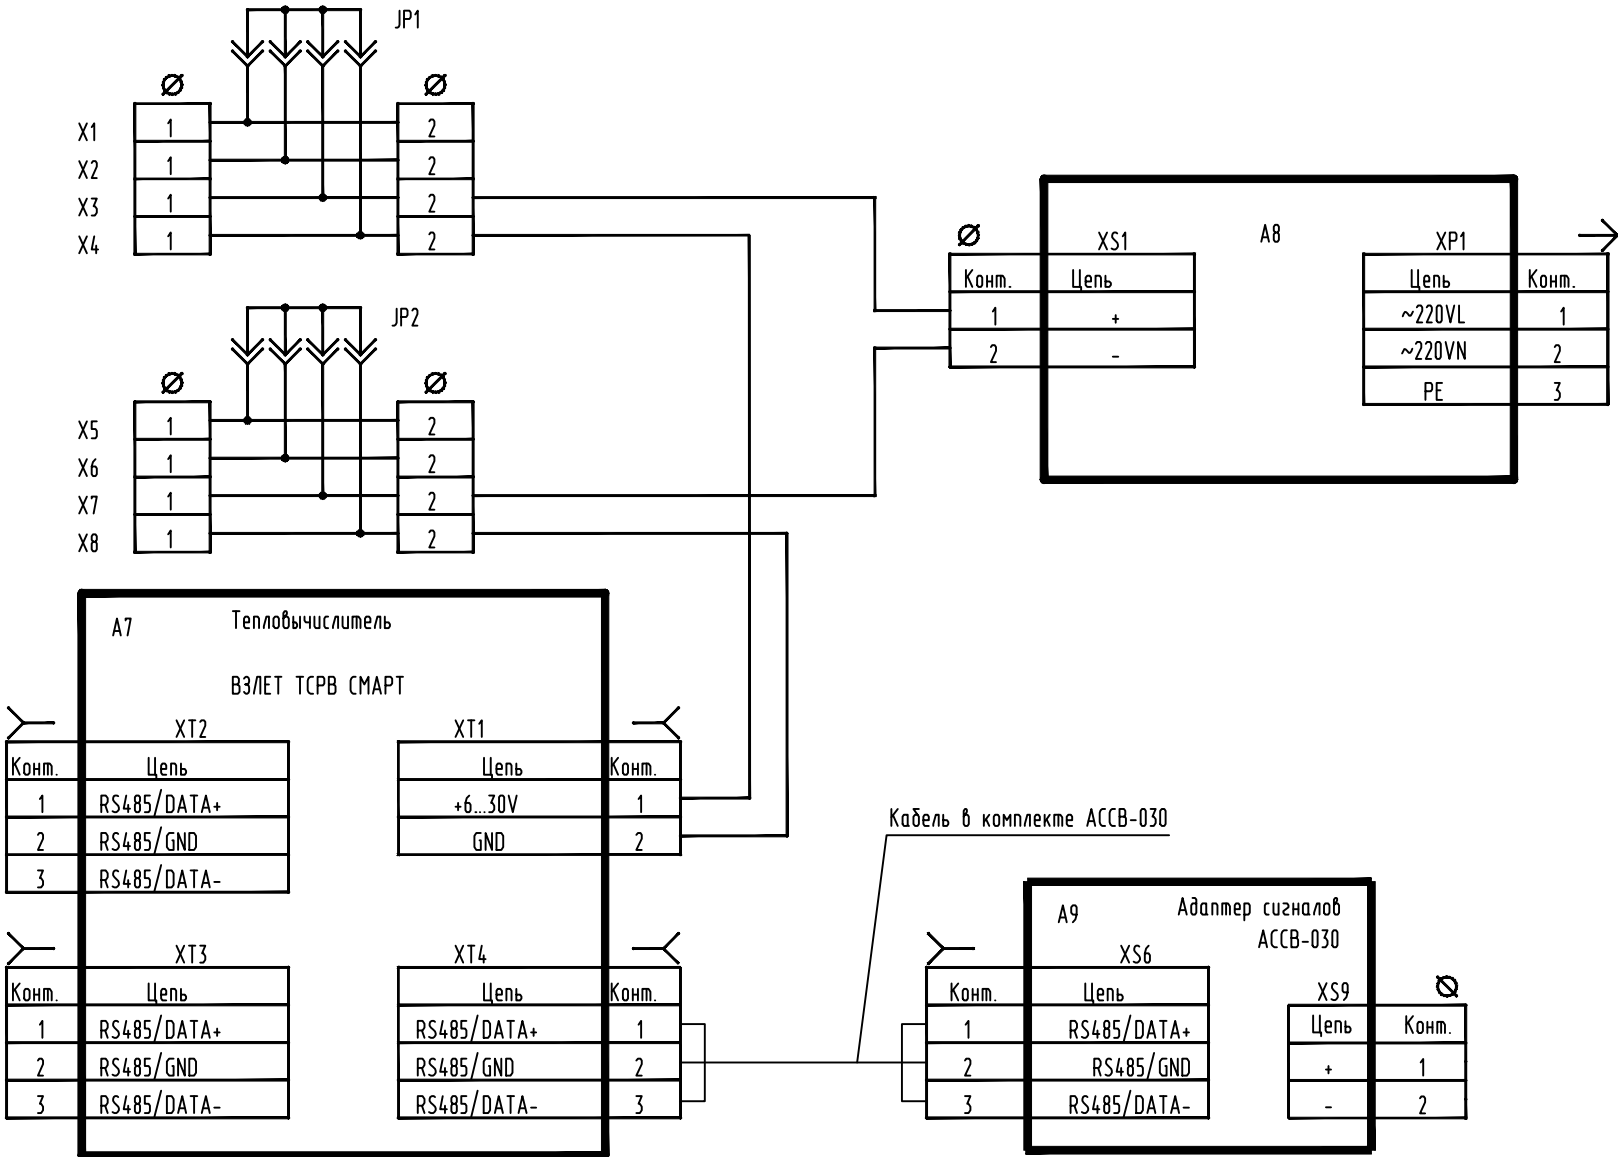 JP1
Ø Ø
X1 1 2
X2 1 2
X3 1 2
X4 1 2
JP2
Ø Ø
X5 1 2
X6 1 2
X7 1 2
X8 1 2
A8
Ø XS1
Конт. Цепь
1 +
2 -
XP1
Цепь Конт.
~220VL 1
~220VN 2
PE 3
A7 Тепловычислитель
ВЗЛЕТ ТСРВ СМАРТ
XT2
Конт. Цепь
1 RS485/DATA+
2 RS485/GND
3 RS485/DATA-
XT1
Цепь Конт.
+6...30V 1
GND 2
XT3
Конт. Цепь
1 RS485/DATA+
2 RS485/GND
3 RS485/DATA-
XT4
Цепь Конт.
RS485/DATA+ 1
RS485/GND 2
RS485/DATA- 3
Кабель в комплекте АССВ-030
A9 Адаптер сигналов
АССВ-030
XS6
Конт. Цепь
1 RS485/DATA+
2 RS485/GND
3 RS485/DATA-
XS9 Ø
Цепь Конт.
+ 1
- 2